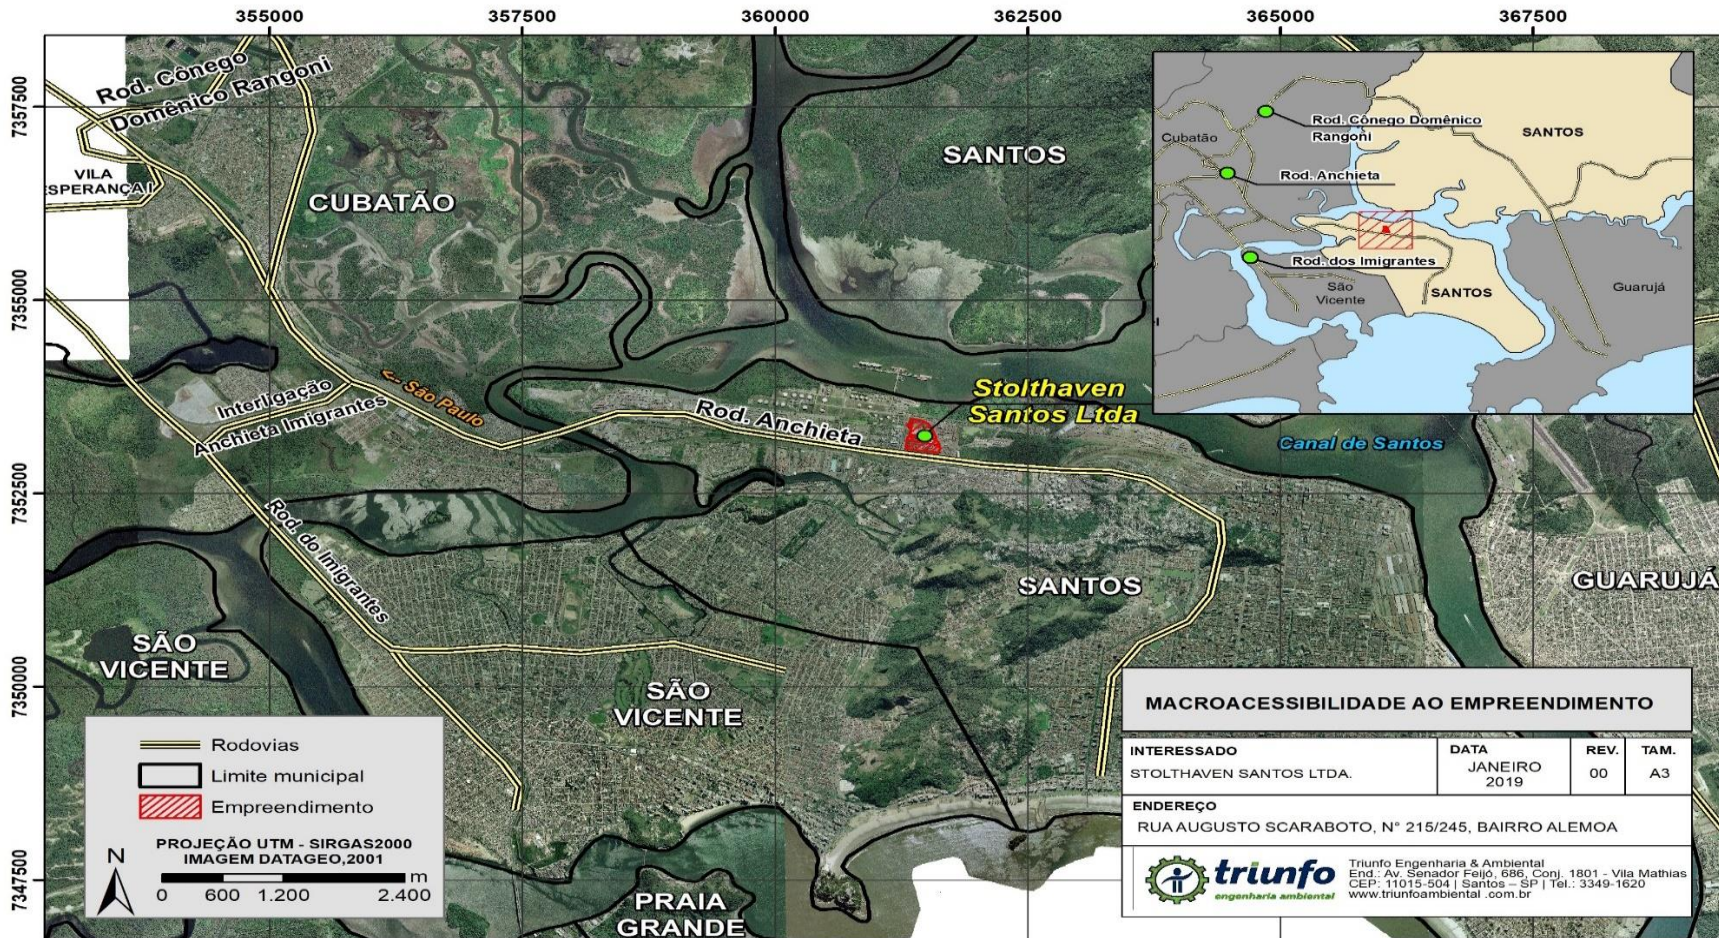 355000 357500 360000 362500 365000 367500
7357500
7355000
7352500
7350000
7347500
Rod. Cônego
Domênico Rangoni
VILA
ESPERANÇA I
CUBATÃO
SANTOS
<- São Paulo
Interligação
Anchieta Imigrantes
Rod. Anchieta
Stolthaven
Santos Ltda
Canal de Santos
Rod. do Imigrantes
SÃO
VICENTE
SÃO
VICENTE
SANTOS
GUARUJÁ
PRAIA
GRANDE
Rod. Cônego Domênico
Rangoni
SANTOS
Cubatão
Rod. Anchieta
Rod. dos Imigrantes
São
Vicente
SANTOS
Guarujá
Rodovias
Limite municipal
Empreendimento
PROJEÇÃO UTM - SIRGAS2000
IMAGEM DATAGEO,2001
N
m
0 600 1.200 2.400
MACROACESSIBILIDADE AO EMPREENDIMENTO
INTERESSADO
STOLTHAVEN SANTOS LTDA.
DATA
JANEIRO
2019
REV.
00
TAM.
A3
ENDEREÇO
RUA AUGUSTO SCARABOTO, N° 215/245, BAIRRO ALEMOA
triunfo
engenharia ambiental
Triunfo Engenharia & Ambiental
End.: Av. Senador Feijó, 686, Conj. 1801 - Vila Mathias
CEP: 11015-504 | Santos – SP | Tel.: 3349-1620
www.triunfoambiental .com.br